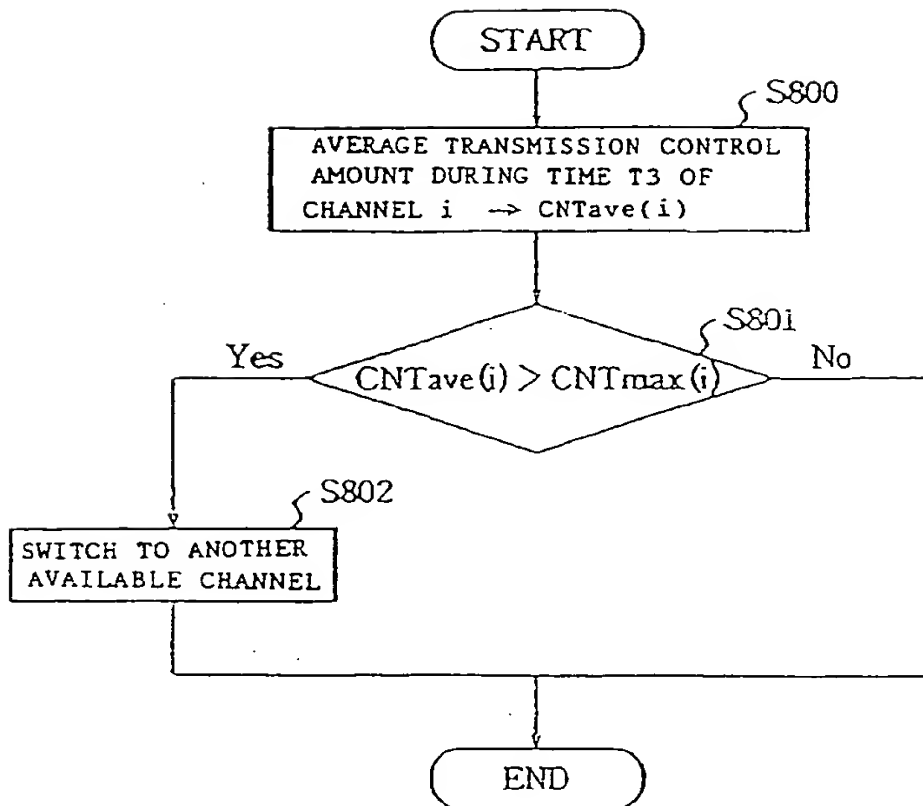 START
S800
AVERAGE TRANSMISSION CONTROL
AMOUNT DURING TIME T3 OF
CHANNEL i → CNTave(i)
S801
Yes
No
CNTave(i) > CNTmax(i)
S802
SWITCH TO ANOTHER
AVAILABLE CHANNEL
END